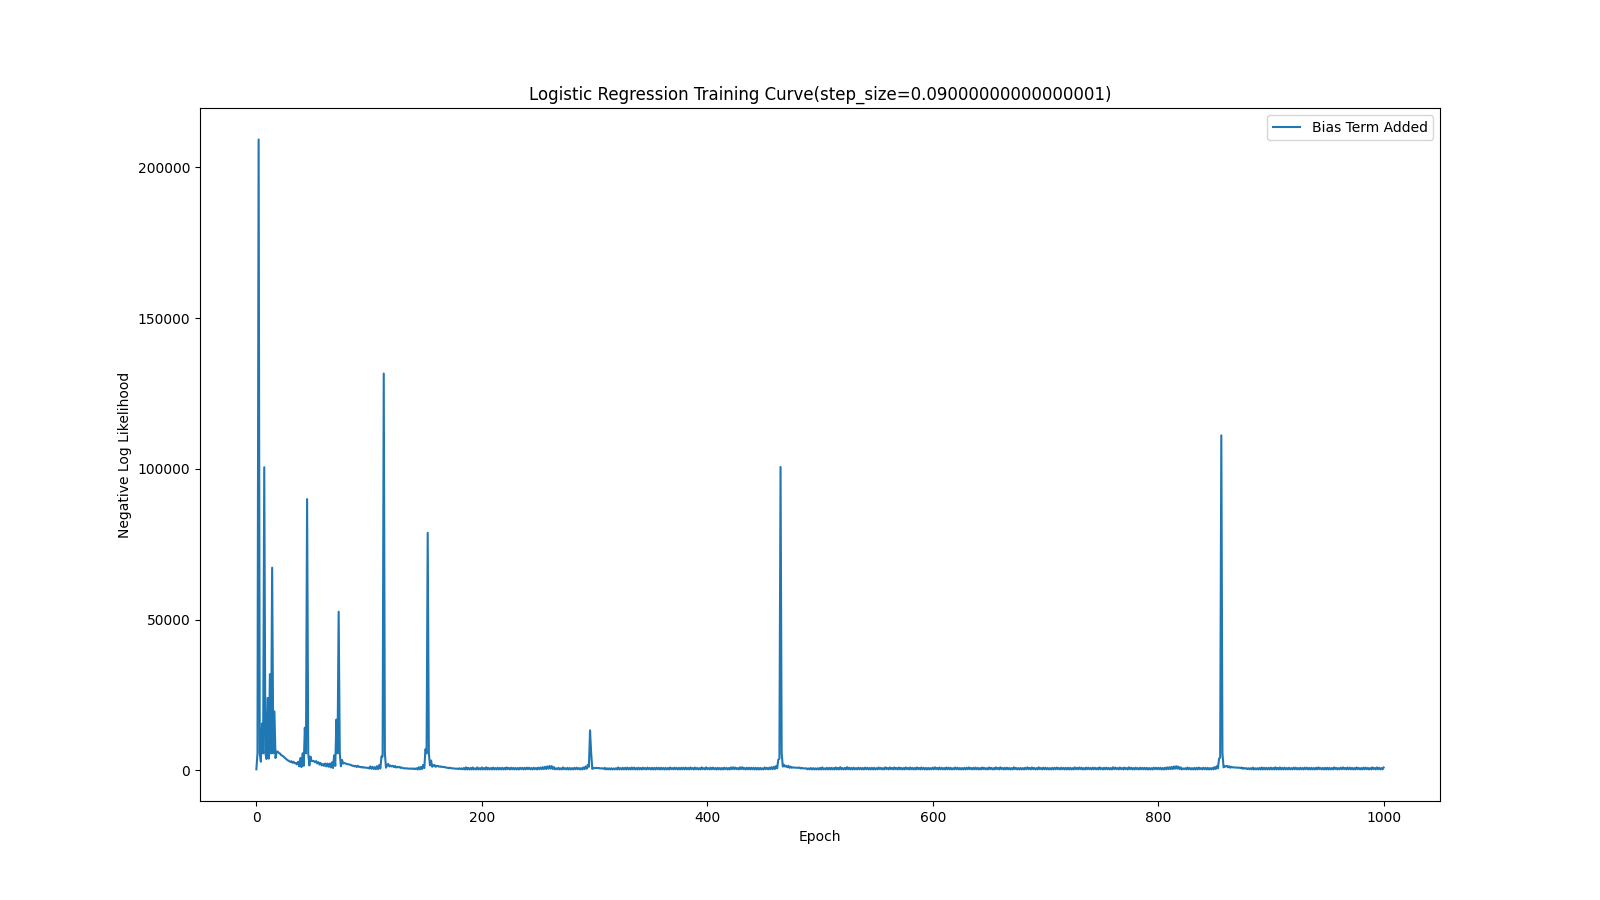 Logistic Regression Training Curve(step_size=0.09000000000000001)
Bias Term Added
200000
150000
100000
50000
0
Negative Log Likelihood
0 200 400 600 800 1000
Epoch